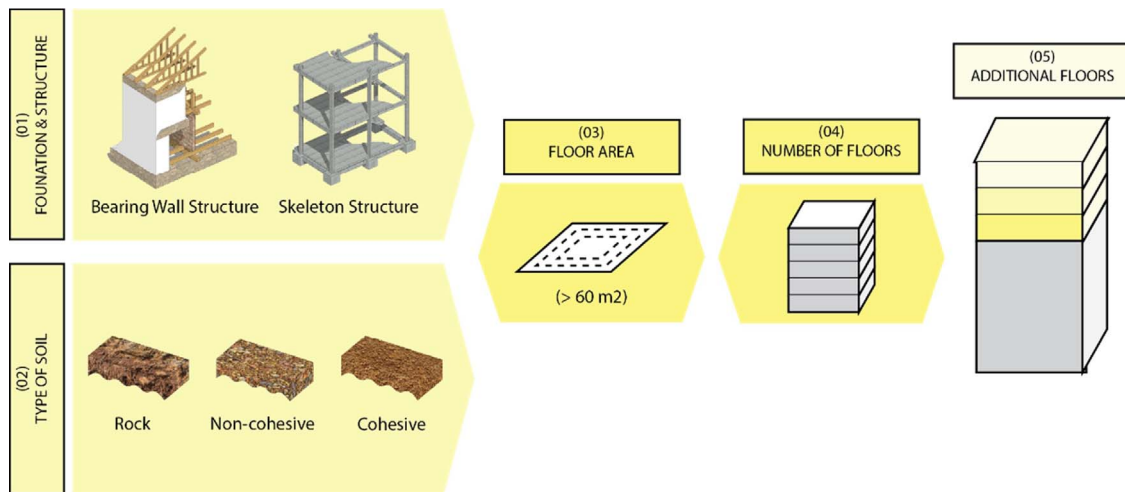 (01)
FOUNATION & STRUCTURE
Bearing Wall Structure
Skeleton Structure
(02)
TYPE OF SOIL
Rock
Non-cohesive
Cohesive
(03)
FLOOR AREA
(> 60 m2)
(04)
NUMBER OF FLOORS
(05)
ADDITIONAL FLOORS